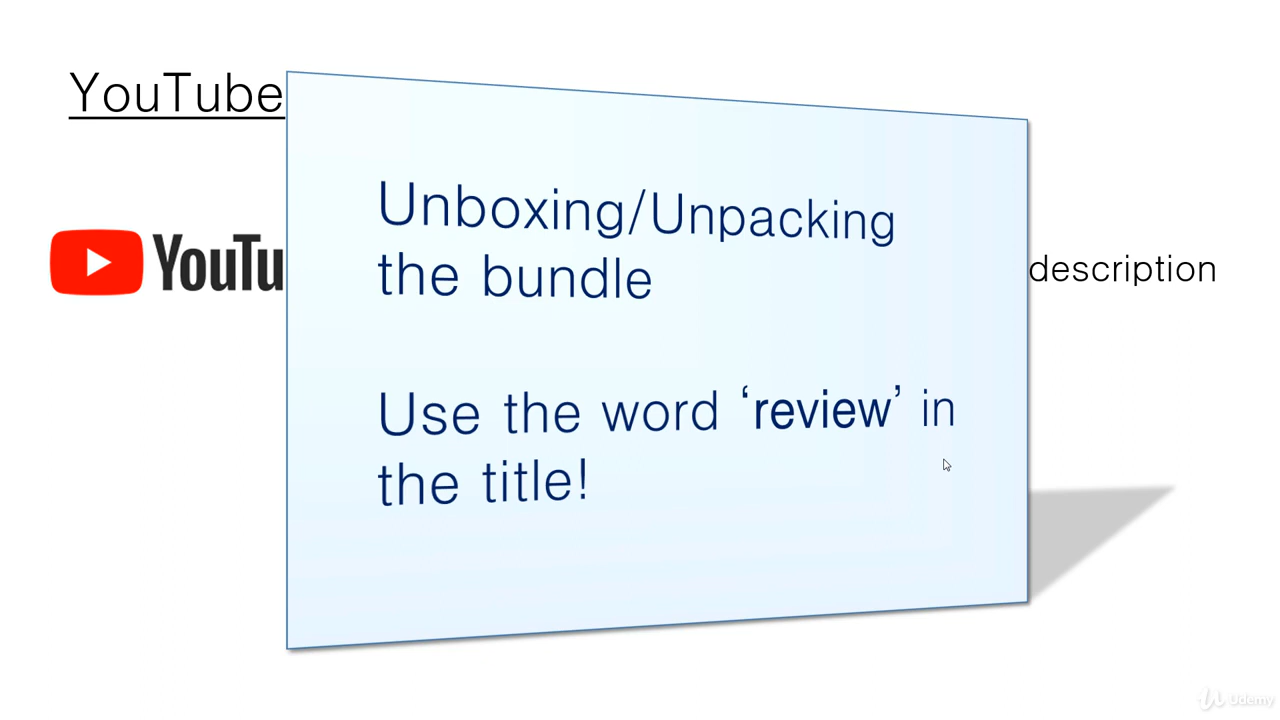 YouTube
YouTu
description
Unboxing/Unpacking
the bundle
Use the word ‘review’ in
the title!
Udemy